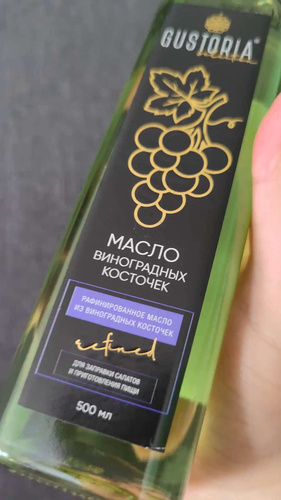 GUSTORIA®
МАСЛО
ВИНОГРАДНЫХ
КОСТОЧЕК
РАФИНИРОВАННОЕ МАСЛО
ИЗ ВИНОГРАДНЫХ КОСТОЧЕК
refined
ДЛЯ ЗАПРАВКИ САЛАТОВ
И ПРИГОТОВЛЕНИЯ ПИЩИ
500 МЛ